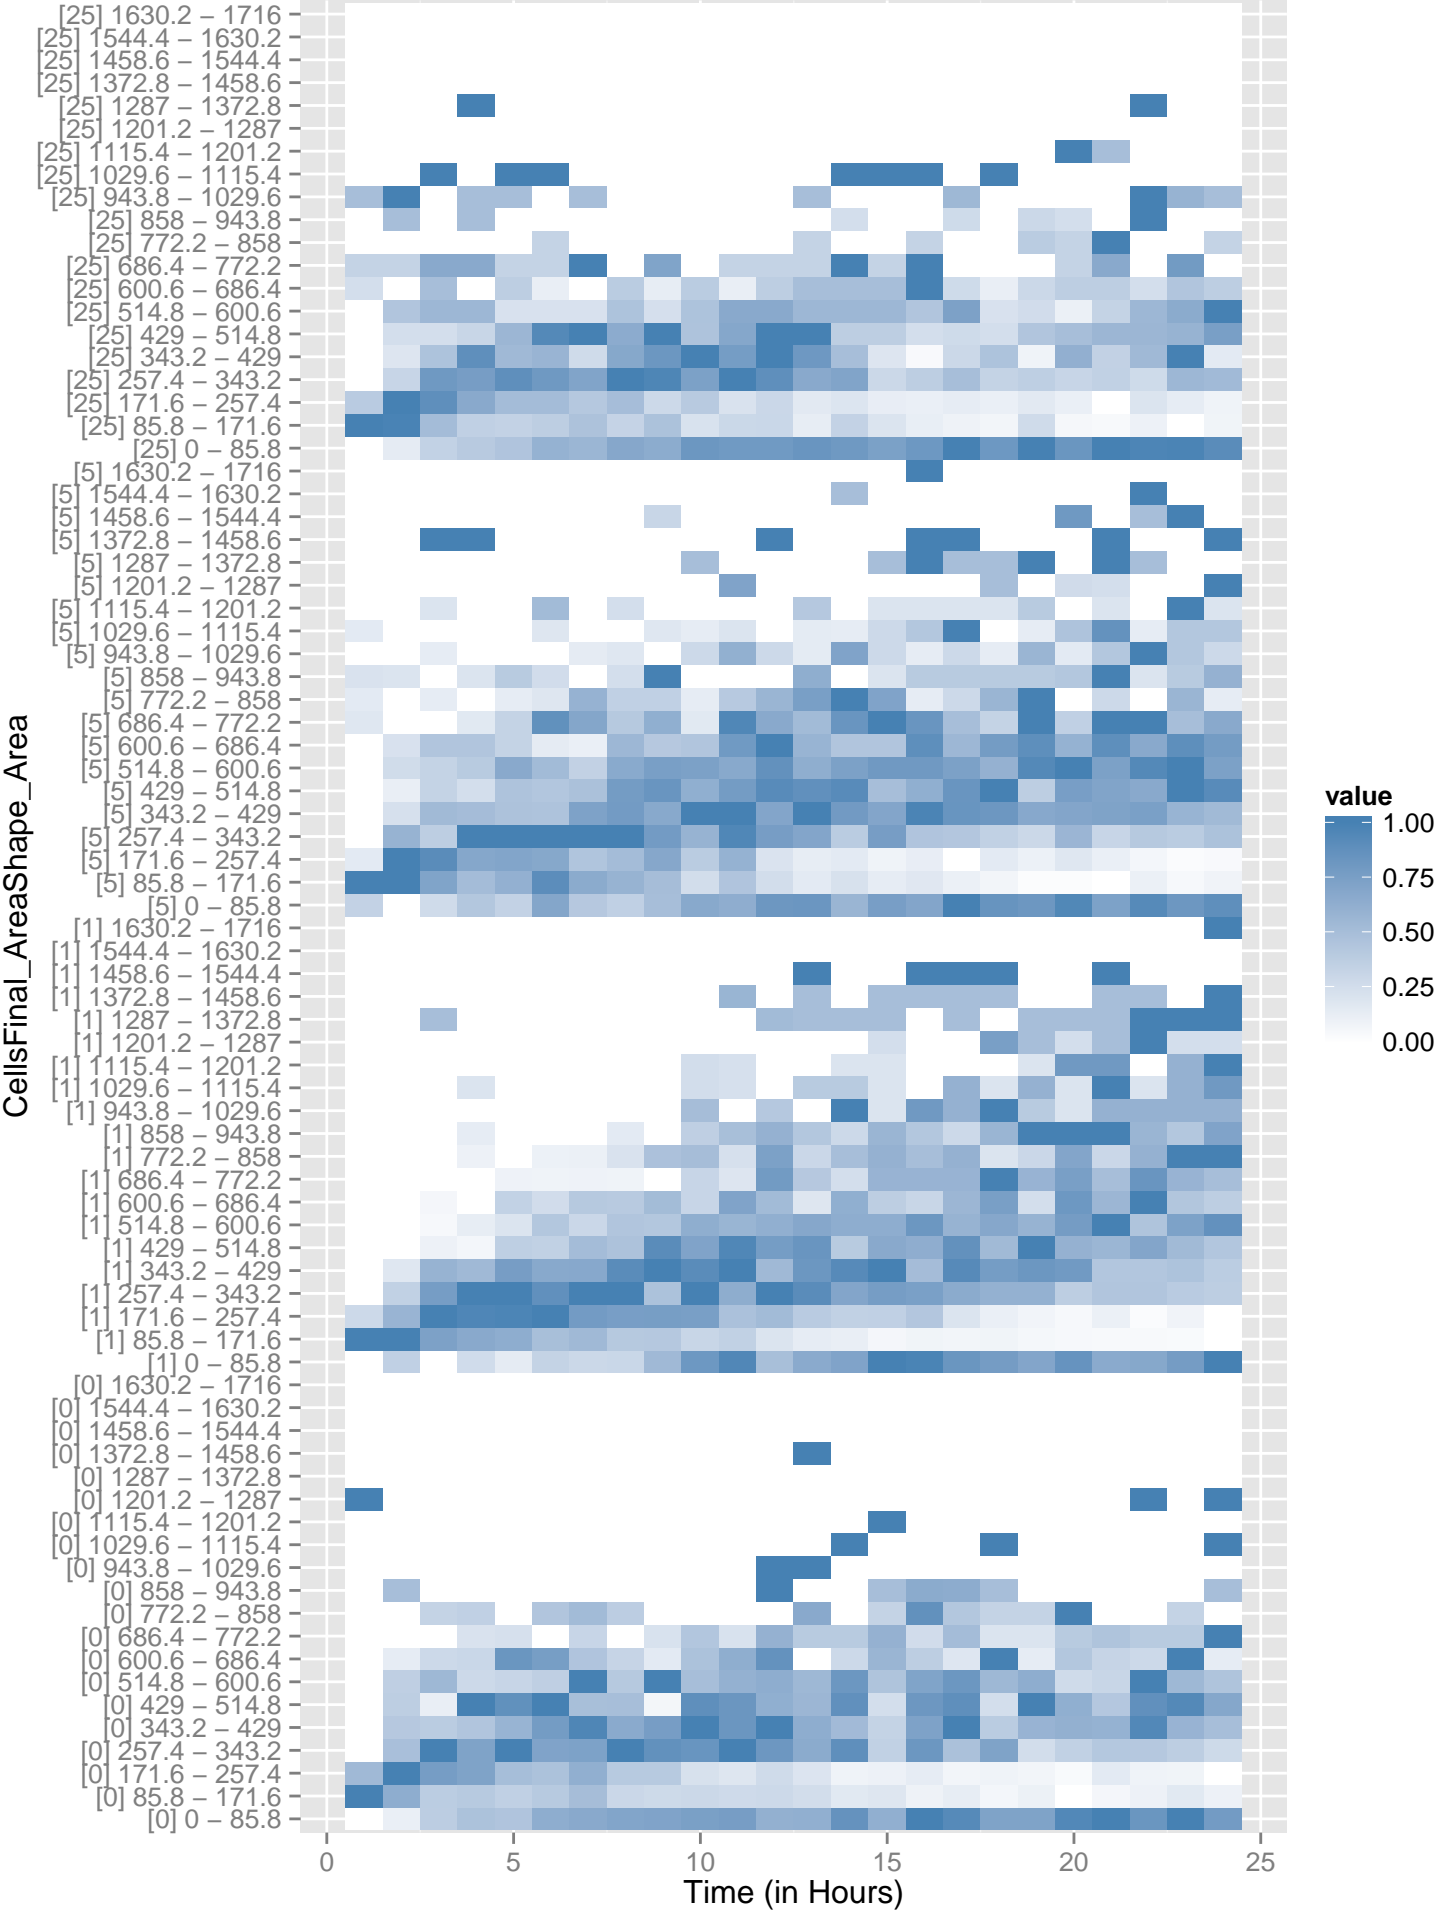 [25] 1630.2 – 1716
[25] 1544.4 – 1630.2
[25] 1458.6 – 1544.4
[25] 1372.8 – 1458.6
[25] 1287 – 1372.8
[25] 1201.2 – 1287
[25] 1115.4 – 1201.2
[25] 1029.6 – 1115.4
[25] 943.8 – 1029.6
[25] 858 – 943.8
[25] 772.2 – 858
[25] 686.4 – 772.2
[25] 600.6 – 686.4
[25] 514.8 – 600.6
[25] 429 – 514.8
[25] 343.2 – 429
[25] 257.4 – 343.2
[25] 171.6 – 257.4
[25] 85.8 – 171.6
[25] 0 – 85.8
[5] 1630.2 – 1716
[5] 1544.4 – 1630.2
[5] 1458.6 – 1544.4
[5] 1372.8 – 1458.6
[5] 1287 – 1372.8
[5] 1201.2 – 1287
[5] 1115.4 – 1201.2
[5] 1029.6 – 1115.4
[5] 943.8 – 1029.6
[5] 858 – 943.8
[5] 772.2 – 858
[5] 686.4 – 772.2
[5] 600.6 – 686.4
[5] 514.8 – 600.6
[5] 429 – 514.8
[5] 343.2 – 429
[5] 257.4 – 343.2
[5] 171.6 – 257.4
[5] 85.8 – 171.6
[5] 0 – 85.8
[1] 1630.2 – 1716
[1] 1544.4 – 1630.2
[1] 1458.6 – 1544.4
[1] 1372.8 – 1458.6
[1] 1287 – 1372.8
[1] 1201.2 – 1287
[1] 1115.4 – 1201.2
[1] 1029.6 – 1115.4
[1] 943.8 – 1029.6
[1] 858 – 943.8
[1] 772.2 – 858
[1] 686.4 – 772.2
[1] 600.6 – 686.4
[1] 514.8 – 600.6
[1] 429 – 514.8
[1] 343.2 – 429
[1] 257.4 – 343.2
[1] 171.6 – 257.4
[1] 85.8 – 171.6
[1] 0 – 85.8
[0] 1630.2 – 1716
[0] 1544.4 – 1630.2
[0] 1458.6 – 1544.4
[0] 1372.8 – 1458.6
[0] 1287 – 1372.8
[0] 1201.2 – 1287
[0] 1115.4 – 1201.2
[0] 1029.6 – 1115.4
[0] 943.8 – 1029.6
[0] 858 – 943.8
[0] 772.2 – 858
[0] 686.4 – 772.2
[0] 600.6 – 686.4
[0] 514.8 – 600.6
[0] 429 – 514.8
[0] 343.2 – 429
[0] 257.4 – 343.2
[0] 171.6 – 257.4
[0] 85.8 – 171.6
[0] 0 – 85.8
CellsFinal_AreaShape_Area
0 5 10 15 20 25
Time (in Hours)
value
1.00
0.75
0.50
0.25
0.00